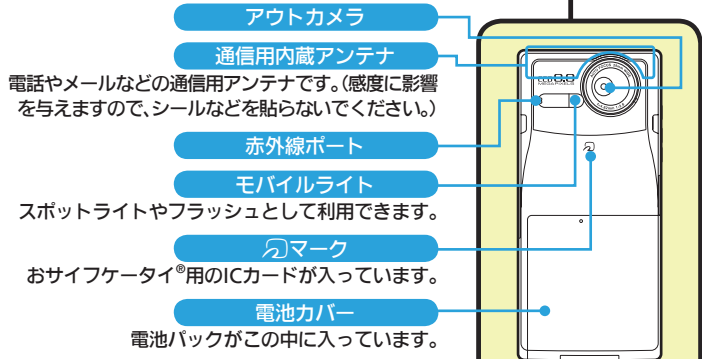 アウトカメラ
通信用内蔵アンテナ
電話やメールなどの通信用アンテナです。(感度に影響
を与えますので、シールなどを貼らないでください。)
赤外線ポート
モバイルライト
スポットライトやフラッシュとして利用できます。
マーク
おサイフケータイ®用のICカードが入っています。
電池カバー
電池パックがこの中に入っています。
CCD 8.0
MEGA PIXELS